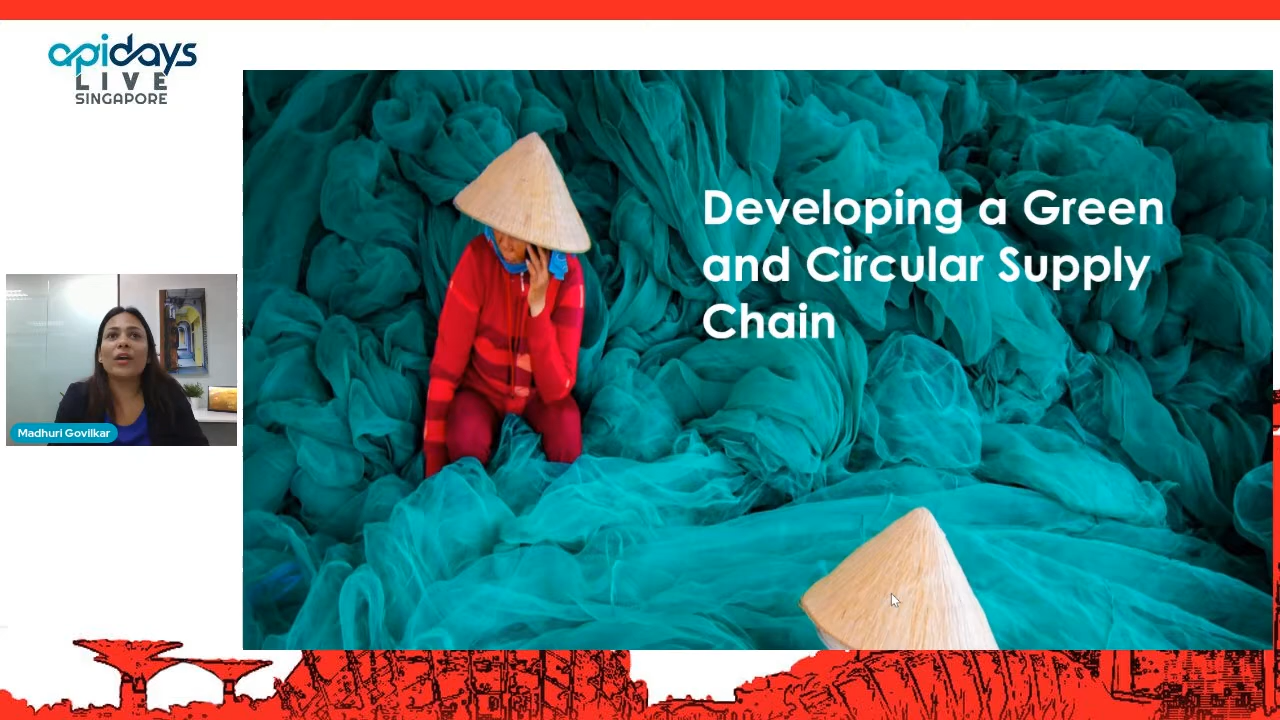 apidays
LIVE
SINGAPORE
Developing a Green
and Circular Supply
Chain
Madhuri Govilkar